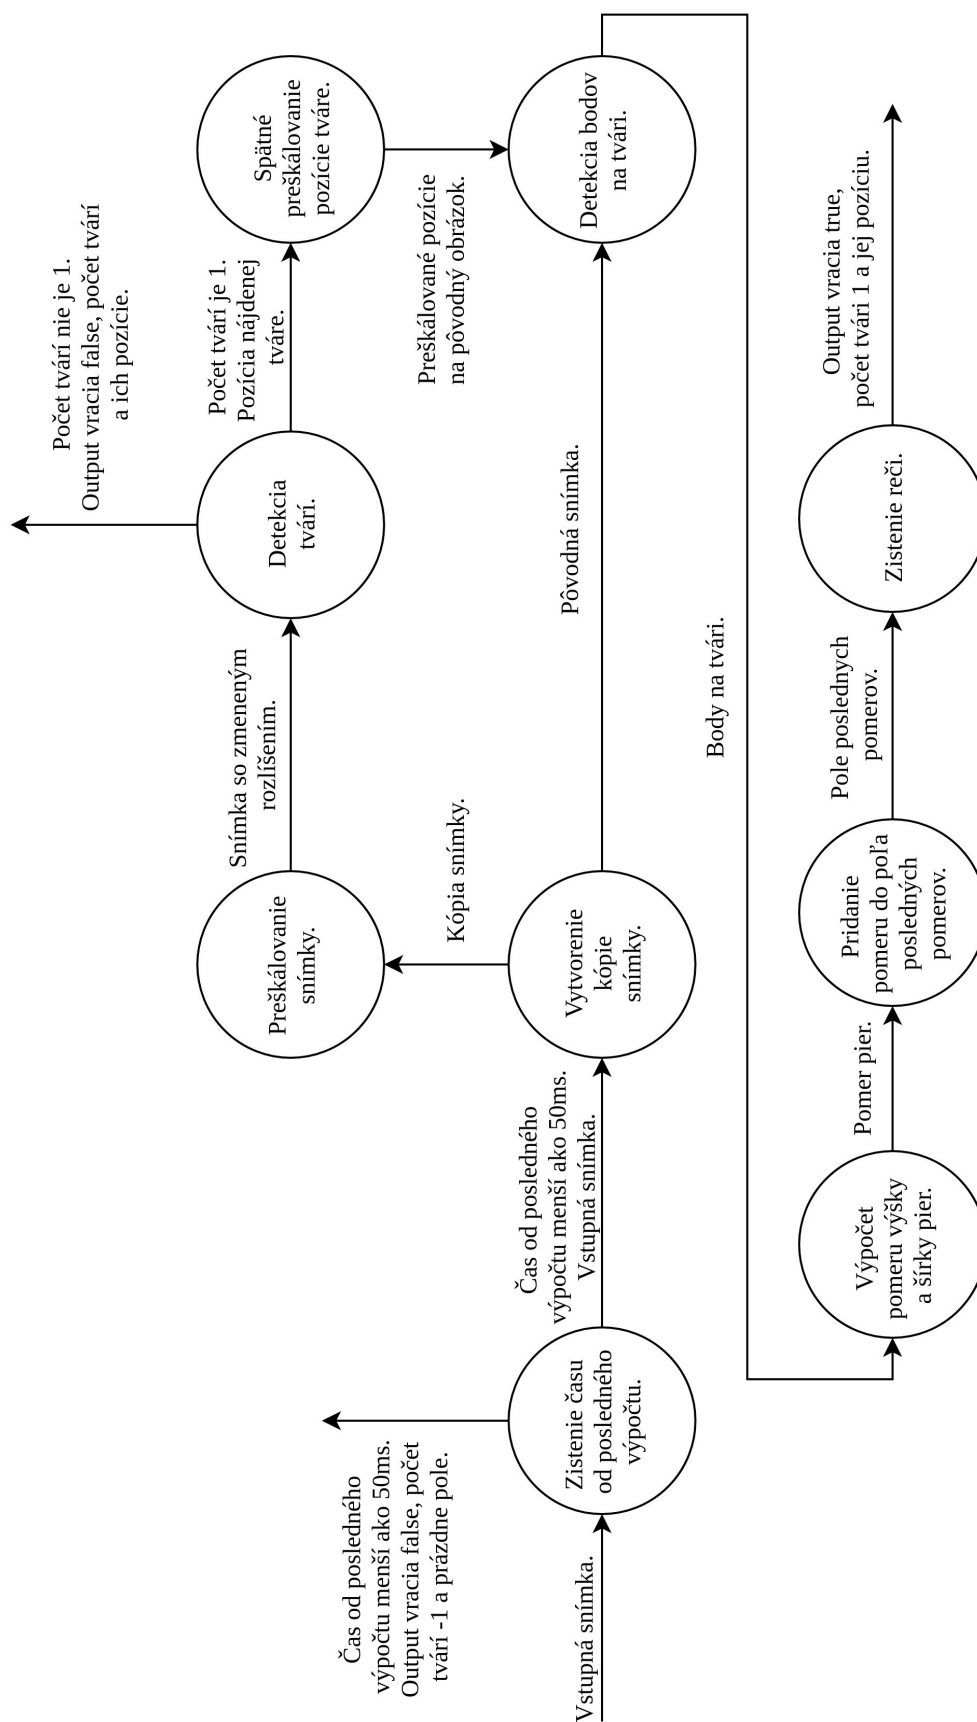 Vstupná snímka.
Zistenie času
od posledného
výpočtu.
Čas od posledného
výpočtu menší ako 50ms.
Output vracia false, počet
tvárí -1 a prázdne pole.
Čas od posledného
výpočtu menší ako 50ms.
Vstupná snímka.
Vytvorenie
kópie
snímky.
Kópia snímky.
Preškálovanie
snímky.
Snímka so zmeneným
rozlíšením.
Detekcia
tvárí.
Počet tvárí nie je 1.
Output vracia false, počet tvárí
a ich pozície.
Počet tvárí je 1.
Pozícia nájdenej
tváre.
Spätné
preškálovanie
pozície tváre.
Preškálované pozície
na pôvodný obrázok.
Pôvodná snímka.
Detekcia bodov
na tvári.
Body na tvári.
Výpočet
pomeru výšky
a šírky pier.
Pomer pier.
Pridanie
pomeru do poľa
posledných
pomerov.
Pole poslednych
pomerov.
Zistenie reči.
Output vracia true,
počet tvári 1 a jej pozíciu.